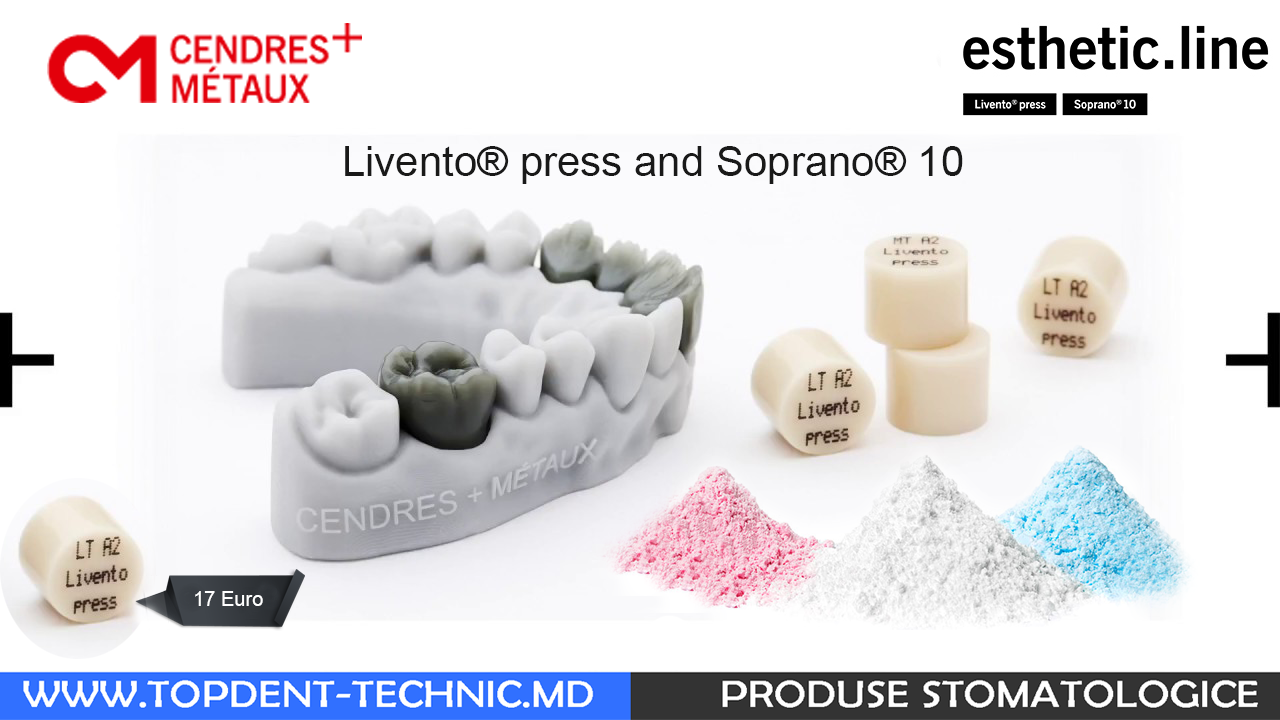 CENDRES+
MÉTAUX
esthetic.line
Livento® press
Soprano® 10
Livento® press and Soprano® 10
MT A2
Livento
press
LT A2
Livento
press
LT A2
Livento
press
CENDRES + MÉTAUX
LT A2
Livento
press
17 Euro
WWW.TOPDENT-TECHNIC.MD
PRODUSE STOMATOLOGICE